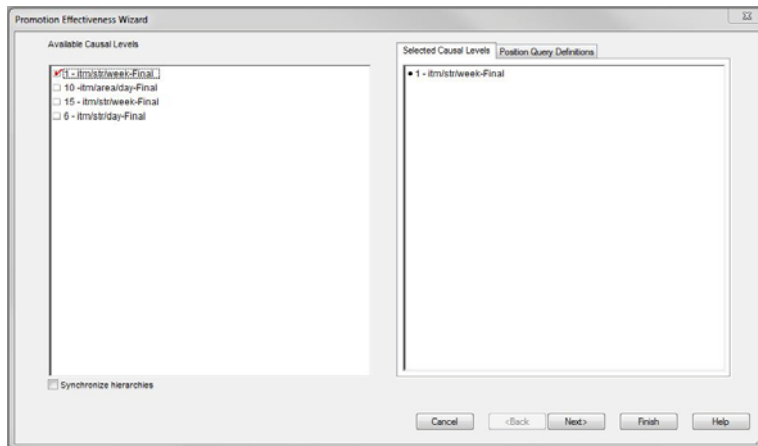 Promotion Effectiveness Wizard
Available Causal Levels
1 - itm/str/week-Final
10 -itm/area/day-Final
15 - itm/str/week-Final
6 - itm/str/day-Final
Synchronize hierarchies
Selected Causal Levels
Position Query Definitions
1 - itm/str/week-Final
Cancel
<Back
Next>
Finish
Help